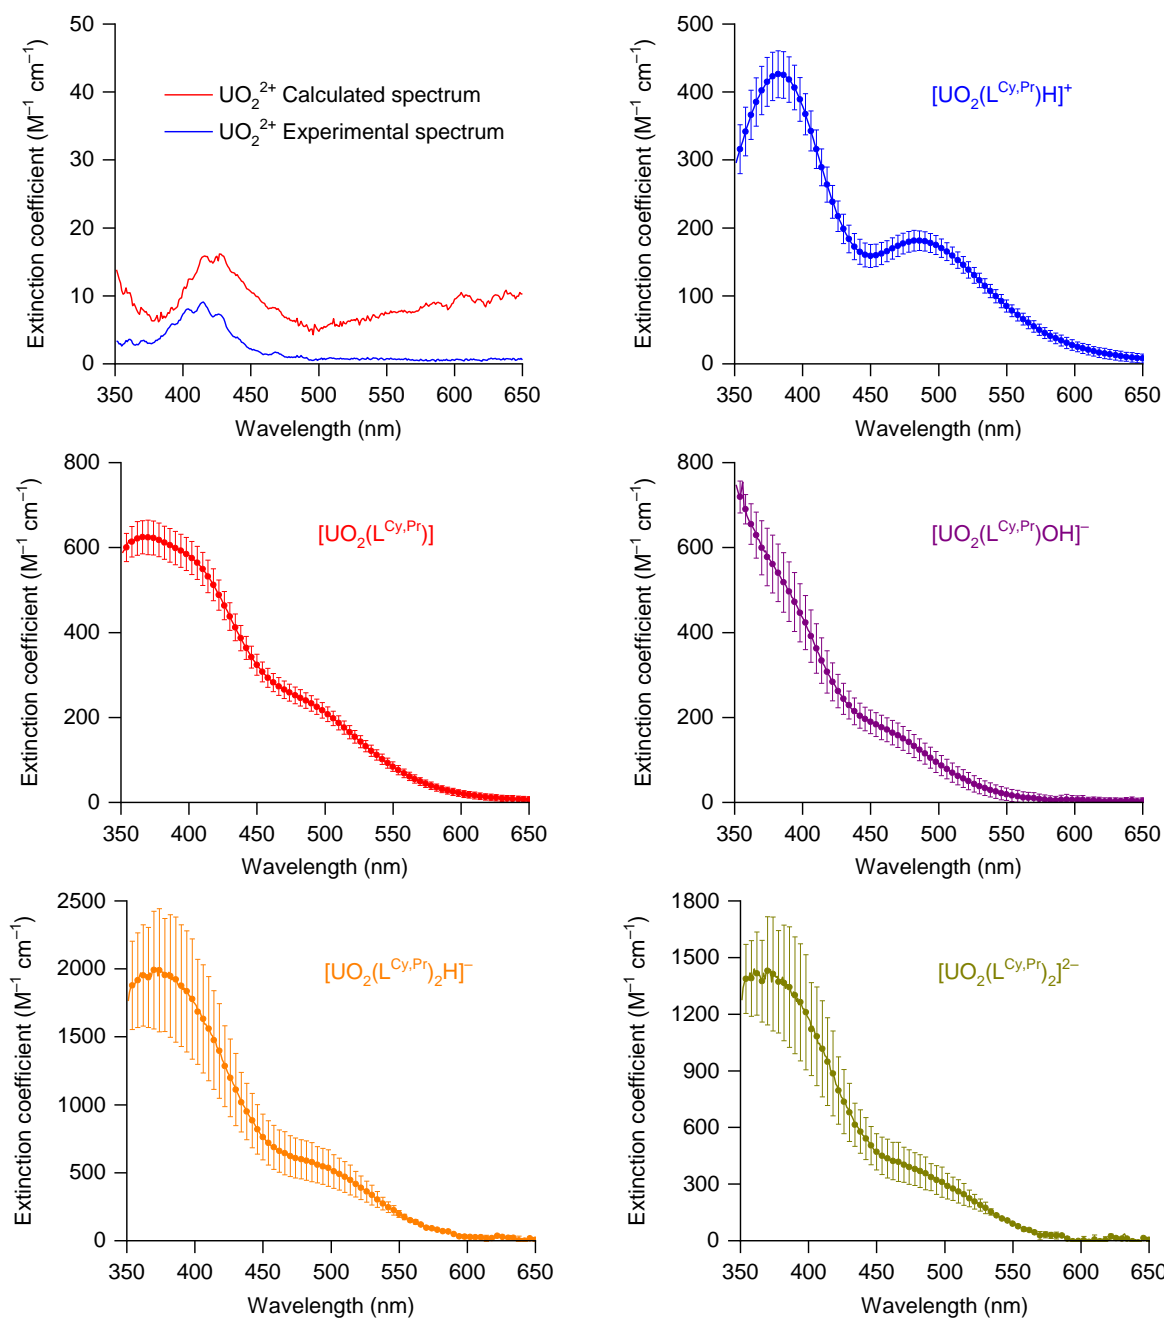 50
40
30
20
10
0
Extinction coefficient (M⁻¹ cm⁻¹)
UO₂²⁺ Calculated spectrum
UO₂²⁺ Experimental spectrum
350 400 450 500 550 600 650
Wavelength (nm)
500
400
300
200
100
0
Extinction coefficient (M⁻¹ cm⁻¹)
[UO₂(L^Cy,Pr)H]⁺
350 400 450 500 550 600 650
Wavelength (nm)
800
600
400
200
0
Extinction coefficient (M⁻¹ cm⁻¹)
[UO₂(L^Cy,Pr)]
350 400 450 500 550 600 650
Wavelength (nm)
800
600
400
200
0
Extinction coefficient (M⁻¹ cm⁻¹)
[UO₂(L^Cy,Pr)OH]⁻
350 400 450 500 550 600 650
Wavelength (nm)
2500
2000
1500
1000
500
0
Extinction coefficient (M⁻¹ cm⁻¹)
[UO₂(L^Cy,Pr)₂H]⁻
350 400 450 500 550 600 650
Wavelength (nm)
1800
1500
1200
900
600
300
0
Extinction coefficient (M⁻¹ cm⁻¹)
[UO₂(L^Cy,Pr)₂]²⁻
350 400 450 500 550 600 650
Wavelength (nm)